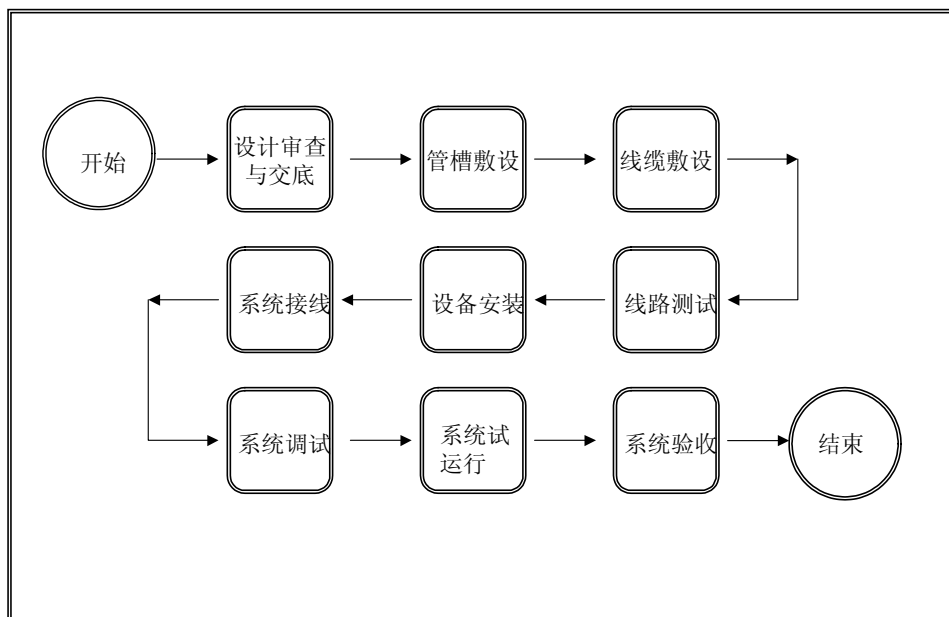 开始
设计审查
与交底
管槽敷设
线缆敷设
系统接线
设备安装
线路测试
系统调试
系统试
运行
系统验收
结束